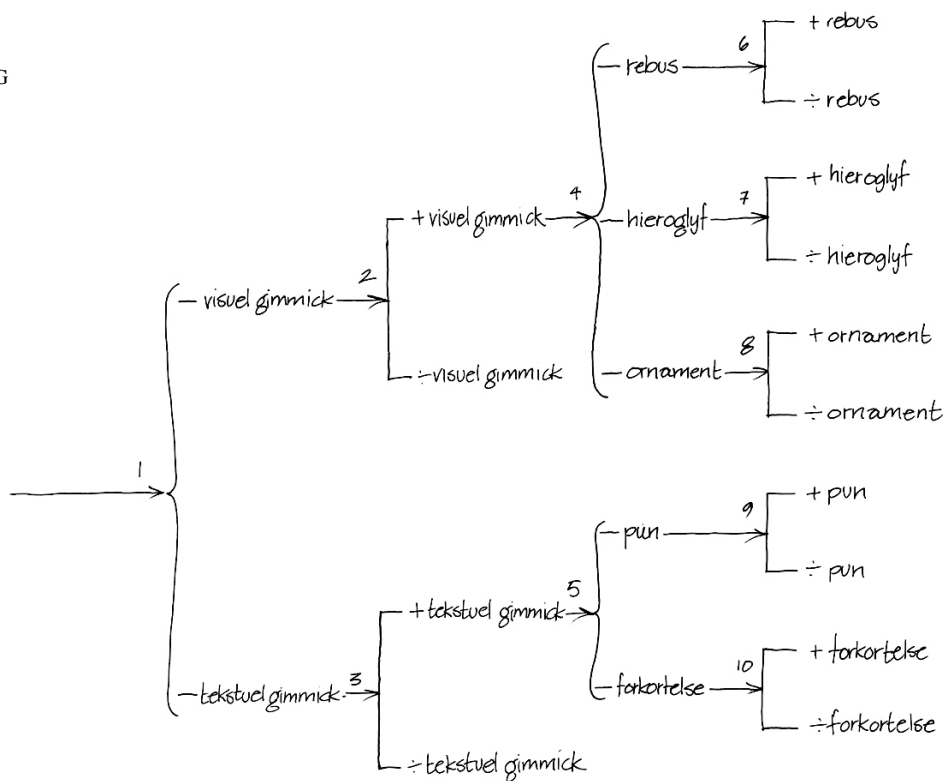 G
6
+ rebus
rebus
÷ rebus
4
7
+ hieroglyf
+ visuel gimmick
hieroglyf
÷ hieroglyf
2
visuel gimmick
8
+ ornament
÷ visuel gimmick
ornament
÷ ornament
1
9
+ pun
pun
÷ pun
5
+ tekstuel gimmick
10
+ forkortelse
3
tekstuel gimmick
forkortelse
÷ forkortelse
÷ tekstuel gimmick